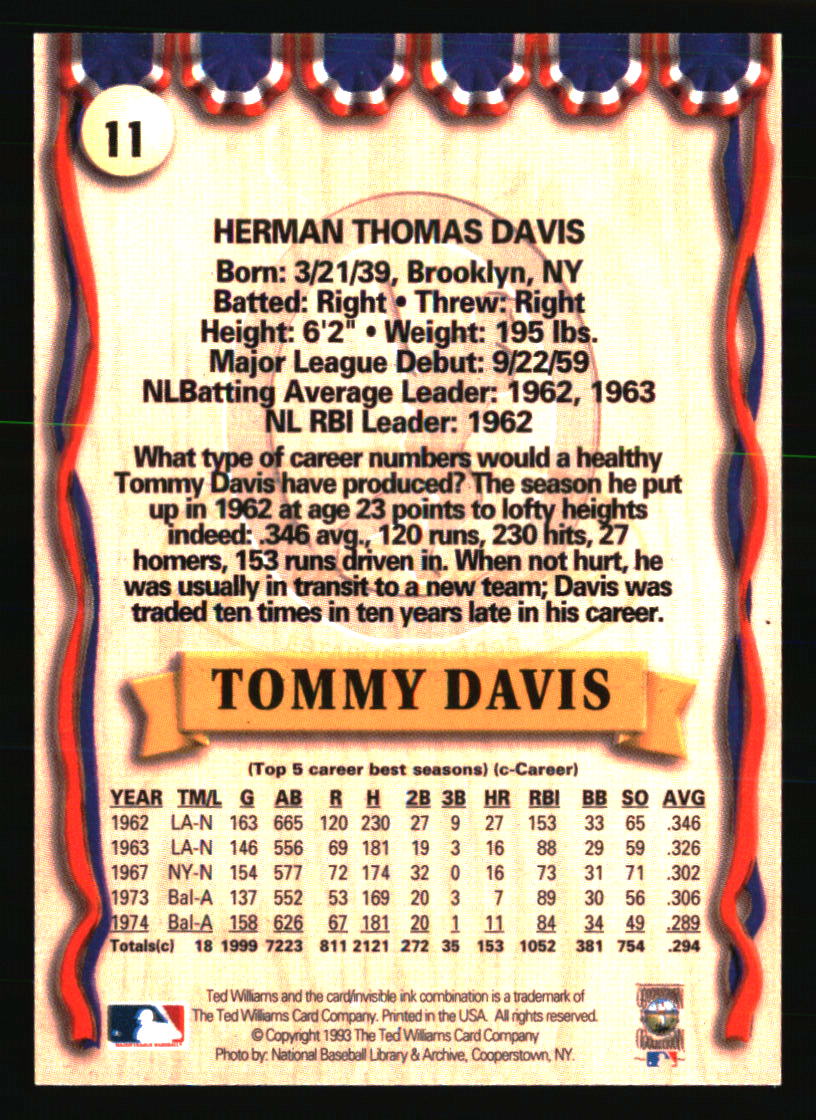 11
HERMAN THOMAS DAVIS
Born: 3/21/39, Brooklyn, NY
Batted: Right • Threw: Right
Height: 6'2" • Weight: 195 lbs.
Major League Debut: 9/22/59
NLBatting Average Leader: 1962, 1963
NL RBI Leader: 1962
What type of career numbers would a healthy
Tommy Davis have produced? The season he put
up in 1962 at age 23 points to lofty heights
indeed: .346 avg., 120 runs, 230 hits, 27
homers, 153 runs driven in. When not hurt, he
was usually in transit to a new team; Davis was
traded ten times in ten years late in his career.
TOMMY DAVIS
(Top 5 career best seasons) (c-Career)
YEAR TM/L G AB R H 2B 3B HR RBI BB SO AVG
1962 LA-N 163 665 120 230 27 9 27 153 33 65 .346
1963 LA-N 146 556 69 181 19 3 16 88 29 59 .326
1967 NY-N 154 577 72 174 32 0 16 73 31 71 .302
1973 Bal-A 137 552 53 169 20 3 7 89 30 56 .306
1974 Bal-A 158 626 67 181 20 1 11 84 34 49 .289
Totals(c) 18 1999 7223 811 2121 272 35 153 1052 381 754 .294
Ted Williams and the card/invisible ink combination is a trademark of
The Ted Williams Card Company. Printed in the USA. All rights reserved.
© Copyright 1993 The Ted Williams Card Company
Photo by: National Baseball Library & Archive, Cooperstown, NY.
MAJOR LEAGUE BASEBALL